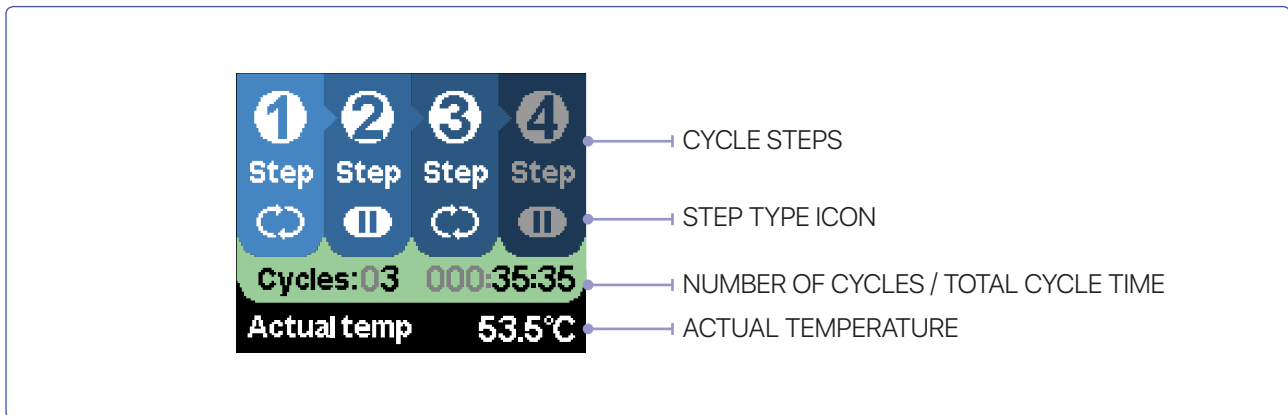 1 2 3 4
Step Step Step Step
Cycles:03 000:35:35
Actual temp 53.5°C
CYCLE STEPS
STEP TYPE ICON
NUMBER OF CYCLES / TOTAL CYCLE TIME
ACTUAL TEMPERATURE